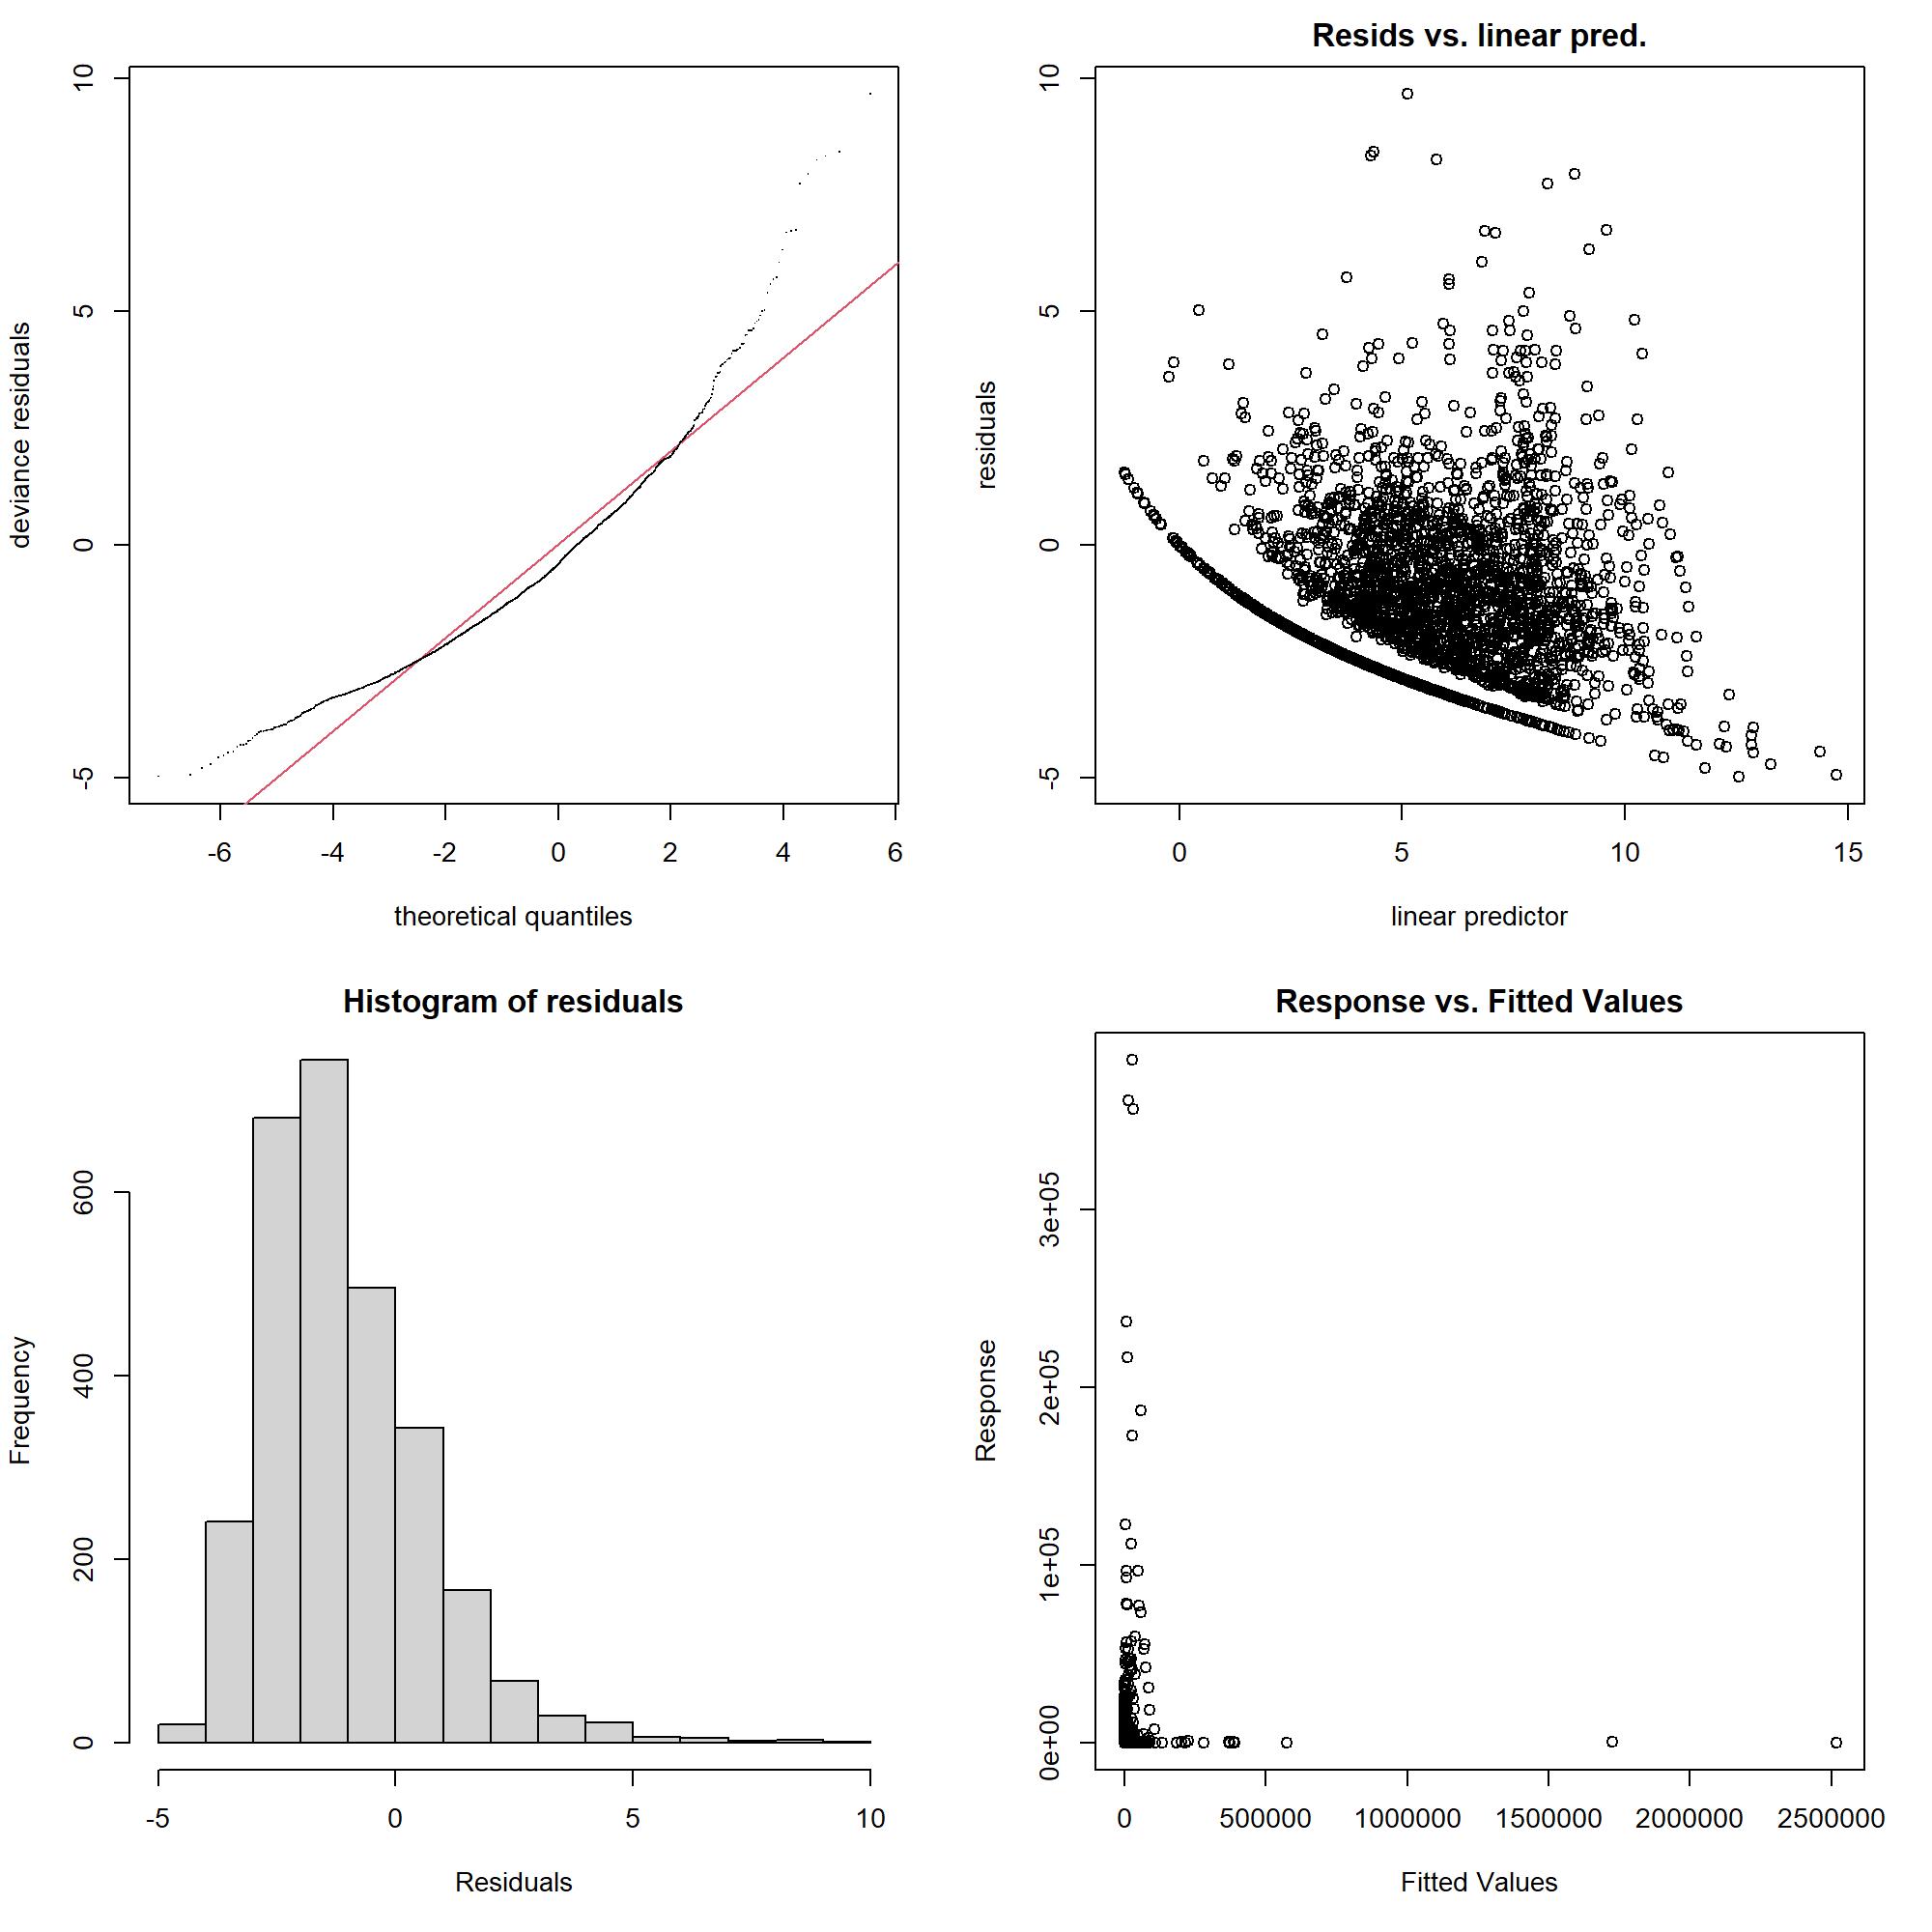 10
5
0
-5
deviance residuals
-6 -4 -2 0 2 4 6
theoretical quantiles
Resids vs. linear pred.
10
5
0
-5
residuals
0 5 10 15
linear predictor
Histogram of residuals
600
400
200
0
Frequency
-5 0 5 10
Residuals
Response vs. Fitted Values
3e+05
2e+05
1e+05
0e+00
Response
0 500000 1000000 1500000 2000000 2500000
Fitted Values